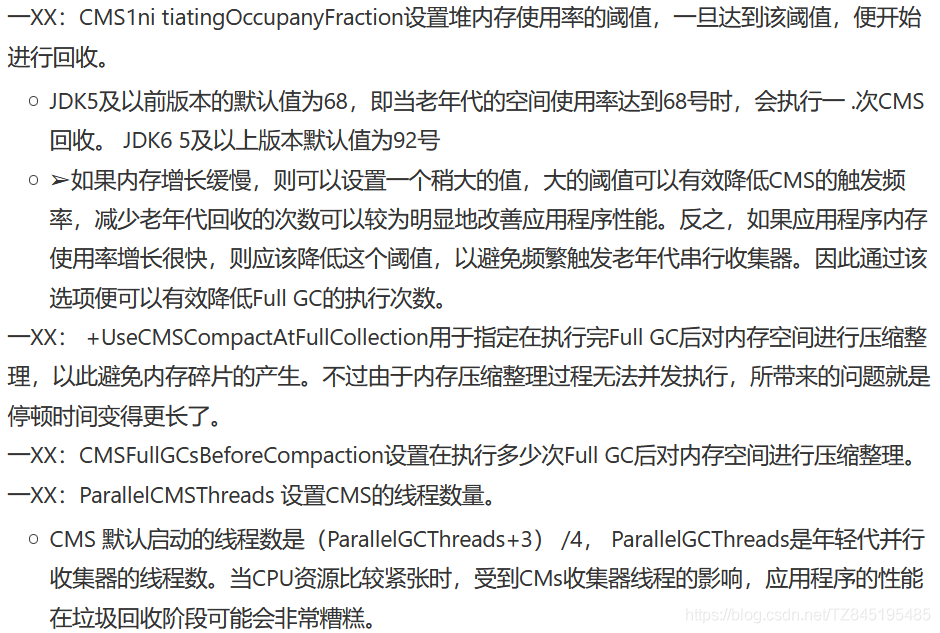 一XX：CMS1ni tiatingOccupanyFraction设置堆内存使用率的阈值，一旦达到该阈值，便开始
进行回收。
○ JDK5及以前版本的默认值为68，即当老年代的空间使用率达到68号时，会执行一 .次CMS
回收。 JDK6 5及以上版本默认值为92号
○ ➢如果内存增长缓慢，则可以设置一个稍大的值，大的阈值可以有效降低CMS的触发频
率，减少老年代回收的次数可以较为明显地改善应用程序性能。反之，如果应用程序内存
使用率增长很快，则应该降低这个阈值，以避免频繁触发老年代串行收集器。因此通过该
选项便可以有效降低Full GC的执行次数。
一XX： +UseCMSCompactAtFullCollection用于指定在执行完Full GC后对内存空间进行压缩整
理，以此避免内存碎片的产生。不过由于内存压缩整理过程无法并发执行，所带来的问题就是
停顿时间变得更长了。
一XX：CMSFullGCsBeforeCompaction设置在执行多少次Full GC后对内存空间进行压缩整理。
一XX：ParallelCMSThreads 设置CMS的线程数量。
○ CMS 默认启动的线程数是（ParallelGCThreads+3） /4， ParallelGCThreads是年轻代并行
收集器的线程数。当CPU资源比较紧张时，受到CMs收集器线程的影响，应用程序的性能
在垃圾回收阶段可能会非常糟糕。
https://blog.csdn.net/TZ845195485